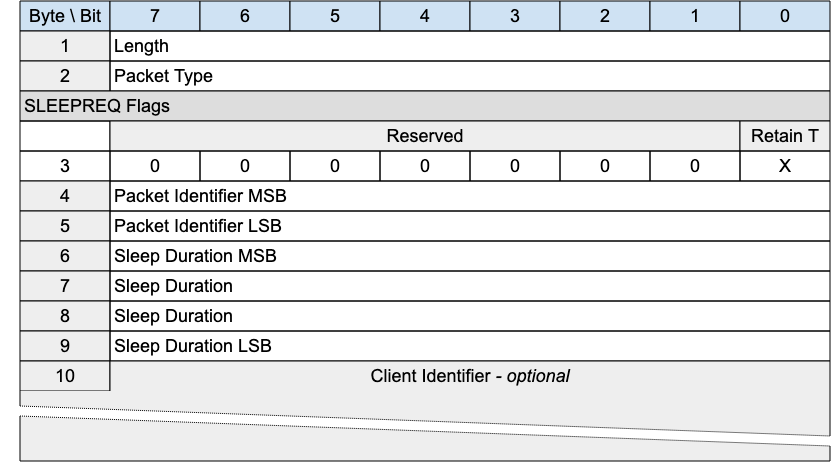 Byte \ Bit 7 6 5 4 3 2 1 0
1 Length
2 Packet Type
SLEEPREQ Flags
Reserved Retain T
3 0 0 0 0 0 0 0 X
4 Packet Identifier MSB
5 Packet Identifier LSB
6 Sleep Duration MSB
7 Sleep Duration
8 Sleep Duration
9 Sleep Duration LSB
10 Client Identifier - optional